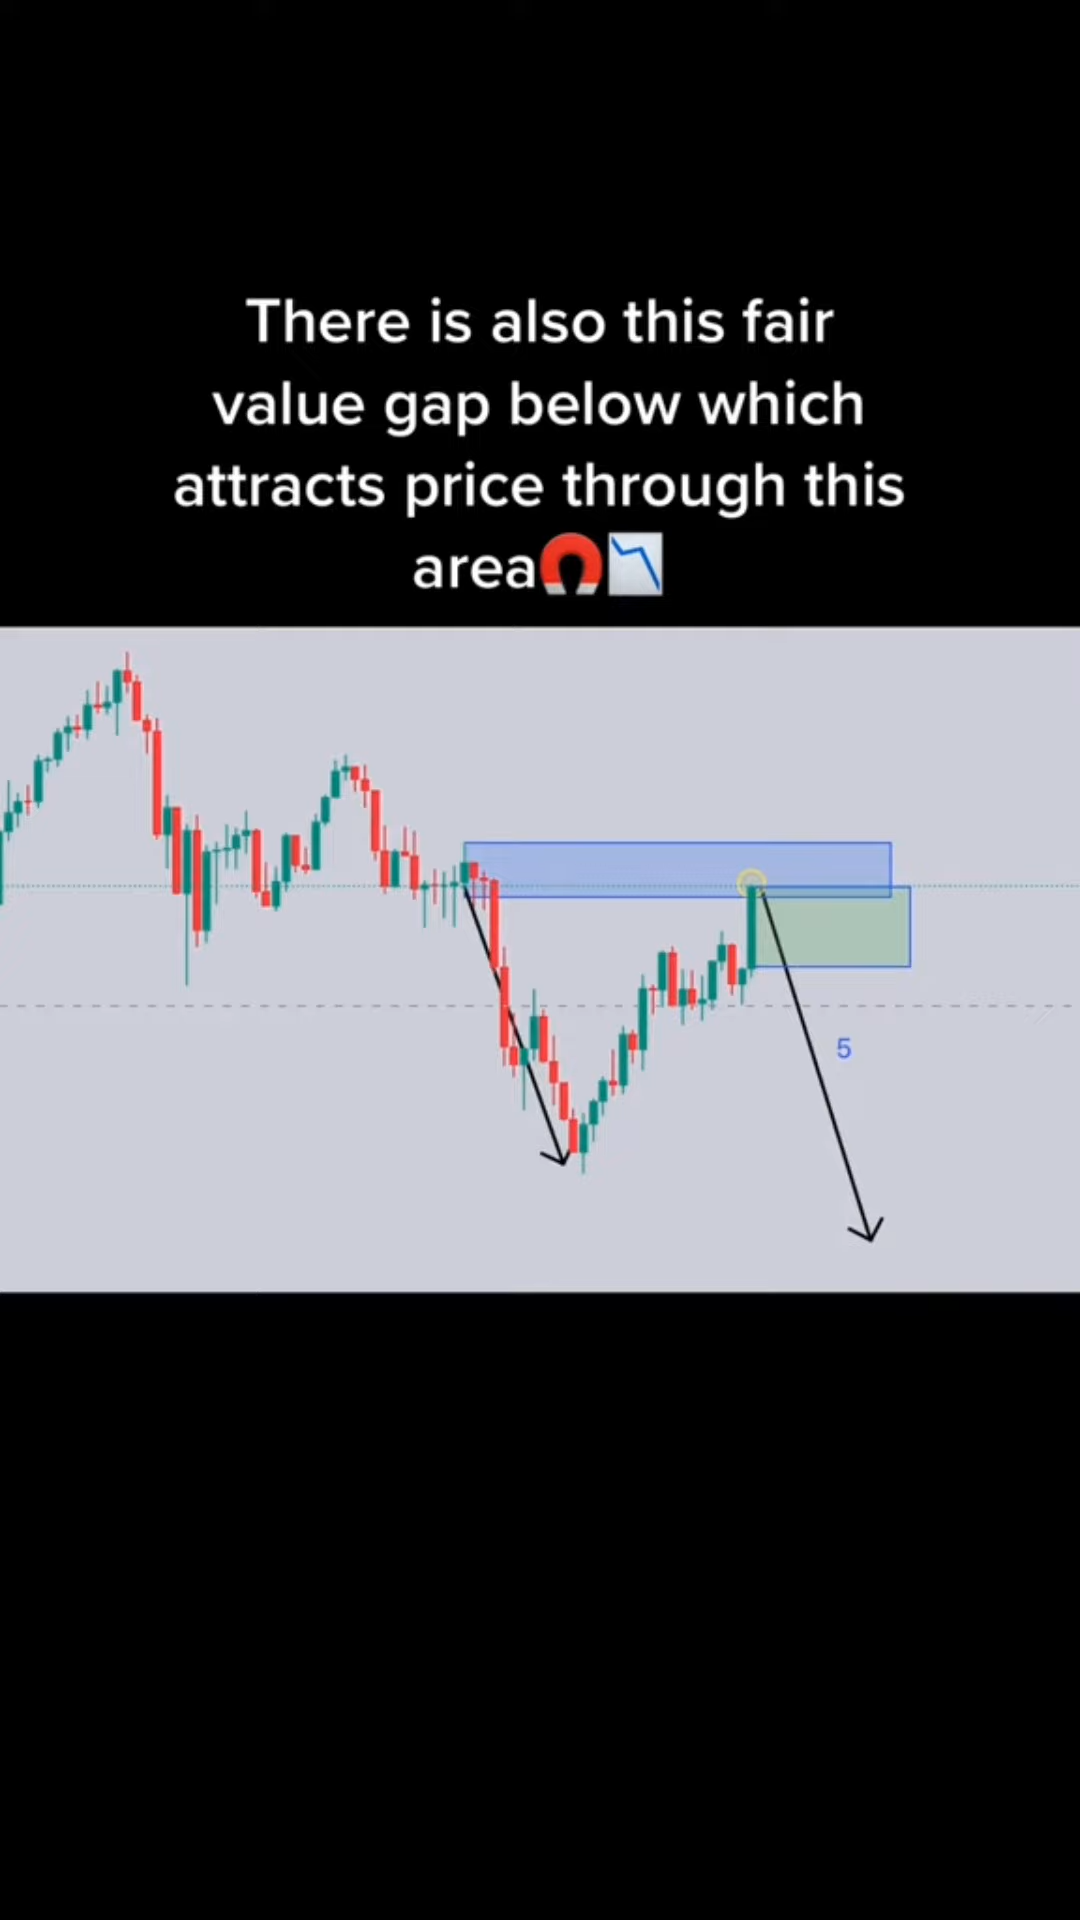 There is also this fair
value gap below which
attracts price through this
area🧲📉
5